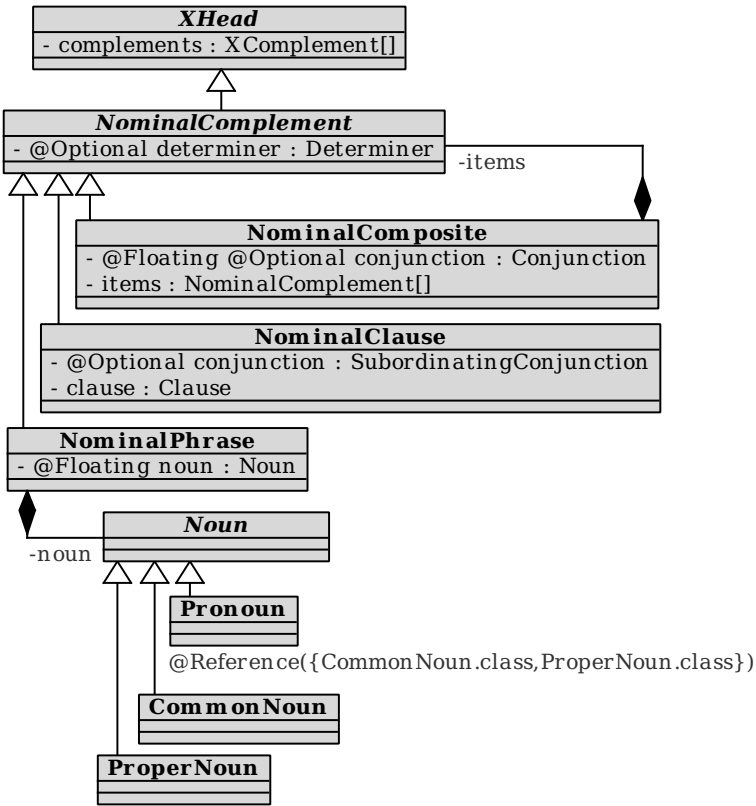 XHead
- complements : XComplement[]
NominalComplement
- @Optional determiner : Determiner
-items
NominalComposite
- @Floating @Optional conjunction : Conjunction
- items : NominalComplement[]
NominalClause
- @Optional conjunction : SubordinatingConjunction
- clause : Clause
NominalPhrase
- @Floating noun : Noun
Noun
-noun
Pronoun
@Reference({CommonNoun.class,ProperNoun.class})
CommonNoun
ProperNoun